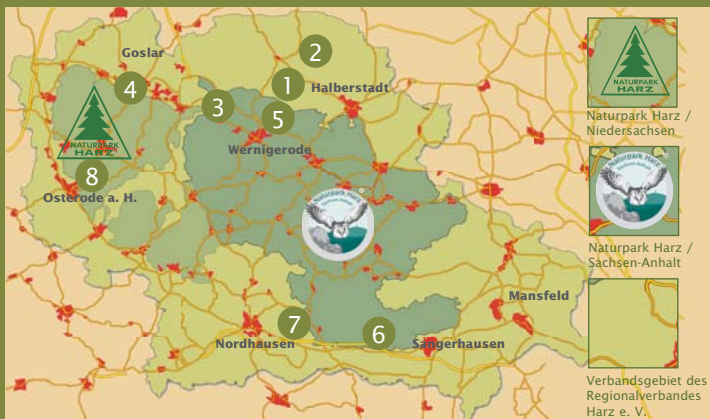 Goslar
2
4
1
Halberstadt
3
5
NATURPARK
HARZ
Wernigerode
8
Osterode a. H.
Naturpark Harz
Sachsen-Anhalt
Mansfeld
7
6
Nordhausen
Sangerhausen
NATURPARK
HARZ
Naturpark Harz /
Niedersachsen
Naturpark Harz
Sachsen-Anhalt
Naturpark Harz /
Sachsen-Anhalt
Verbandsgebiet des
Regionalverbandes
Harz e. V.